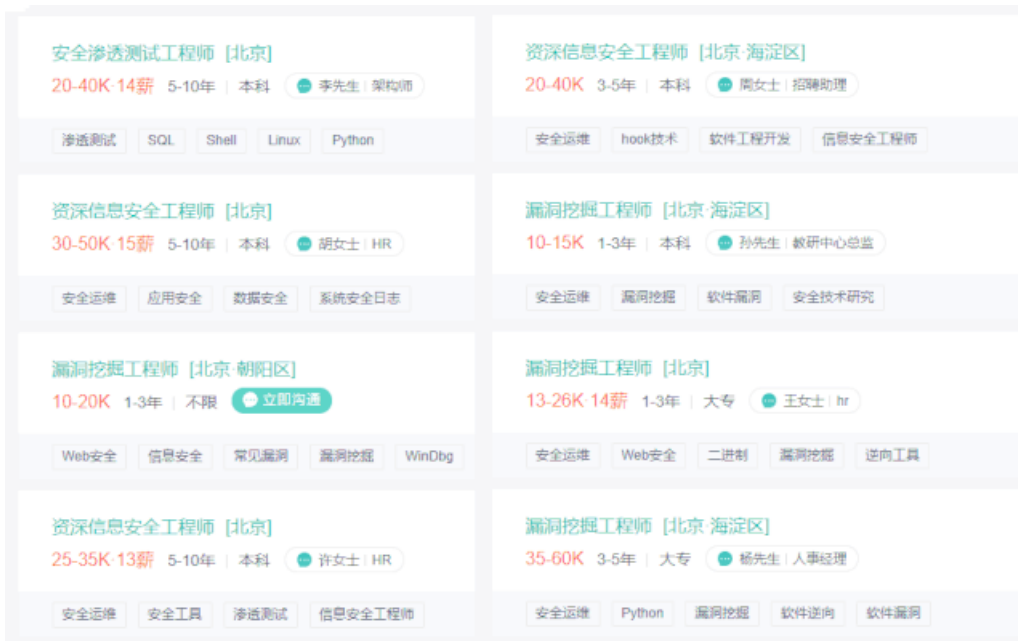 安全渗透测试工程师 [北京]
20-40K·14薪 5-10年 | 本科 李先生 | 架构师
渗透测试 SQL Shell Linux Python
资深信息安全工程师 [北京·海淀区]
20-40K 3-5年 | 本科 周女士 | 招聘助理
安全运维 hook技术 软件工程开发 信息安全工程师
资深信息安全工程师 [北京]
30-50K·15薪 5-10年 | 本科 胡女士 | HR
安全运维 应用安全 数据安全 系统安全日志
漏洞挖掘工程师 [北京·海淀区]
10-15K 1-3年 | 本科 孙先生 | 教研中心总监
安全运维 漏洞挖掘 软件漏洞 安全技术研究
漏洞挖掘工程师 [北京·朝阳区]
10-20K 1-3年 | 不限 立即沟通
Web安全 信息安全 常见漏洞 漏洞挖掘 WinDbg
漏洞挖掘工程师 [北京]
13-26K·14薪 1-3年 | 大专 王女士 | hr
安全运维 Web安全 二进制 漏洞挖掘 逆向工具
资深信息安全工程师 [北京]
25-35K·13薪 5-10年 | 本科 许女士 | HR
安全运维 安全工具 渗透测试 信息安全工程师
漏洞挖掘工程师 [北京·海淀区]
35-60K 3-5年 | 大专 杨先生 | 人事经理
安全运维 Python 漏洞挖掘 软件逆向 软件漏洞